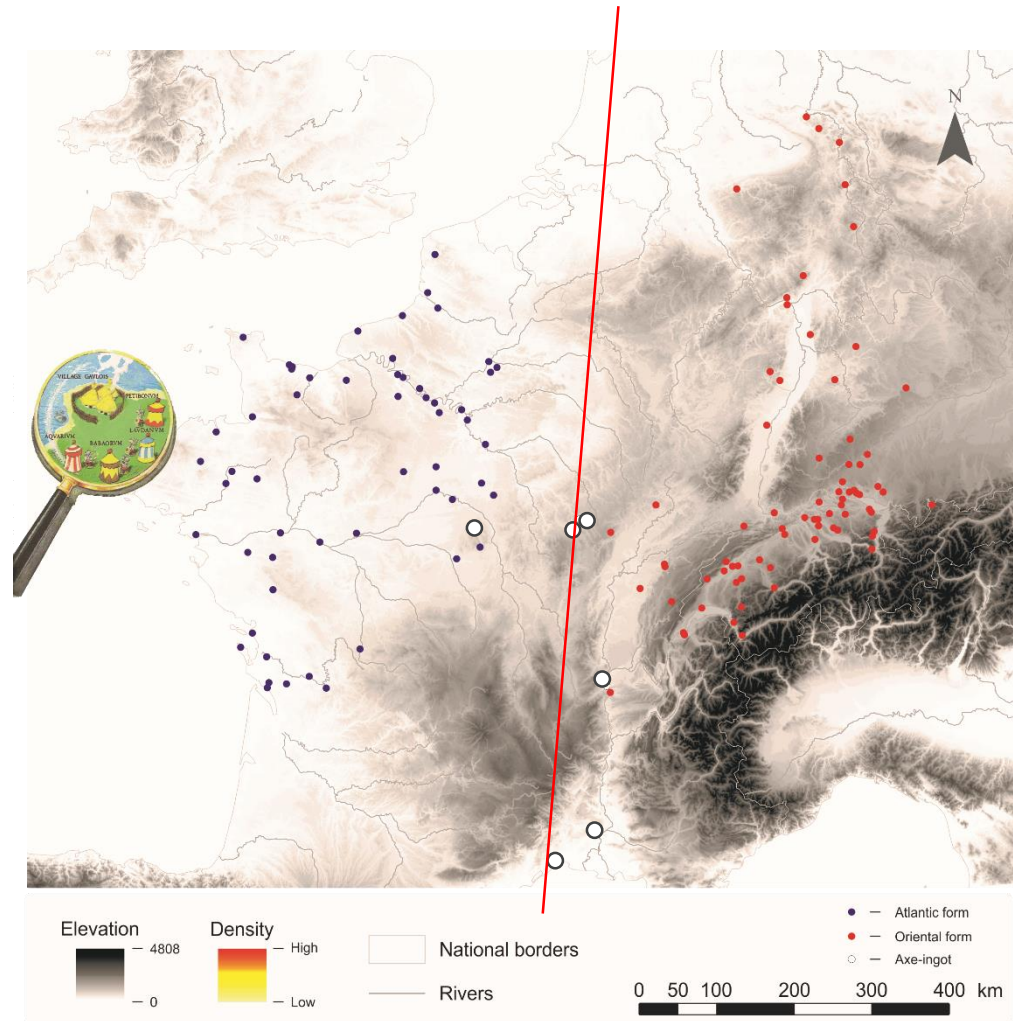 N
VILLAGE GAULOIS
PETIBONVM
LAVDANVM
AQVARIVM
BABAORVM
Elevation
4808
0
Density
High
Low
National borders
Rivers
Atlantic form
Oriental form
Axe-ingot
0 50 100 200 300 400 km